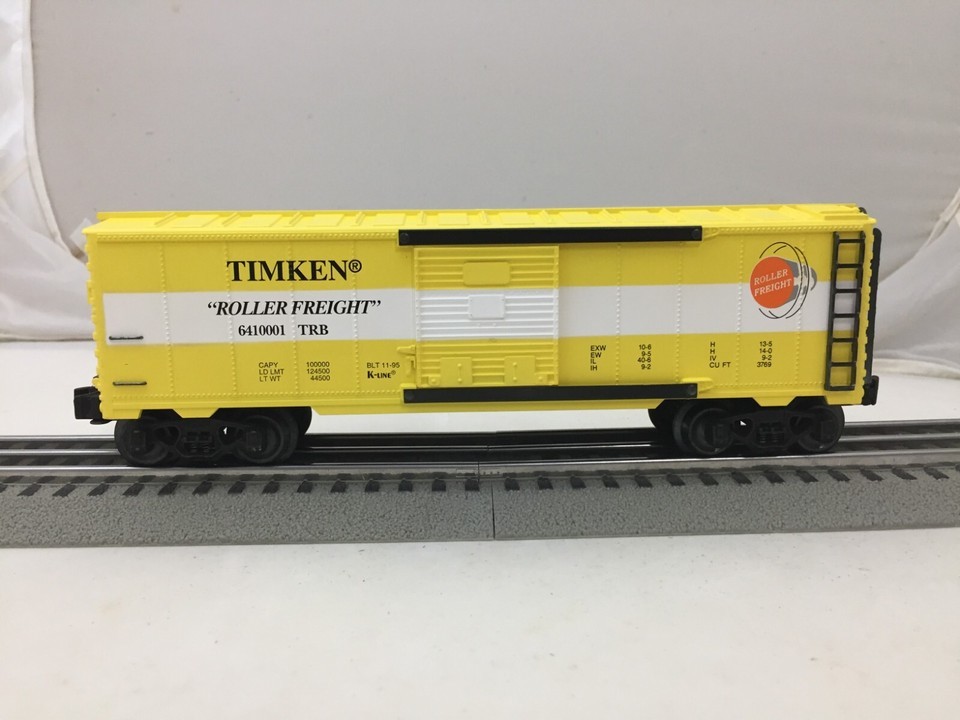 TIMKEN®
"ROLLER FREIGHT"
6410001 TRB
CAPY 100000
LD LMT 124500
LT WT 44500
BLT 11-95
K-LINE®
EXW 10-6
EW 9-5
IL 40-6
IH 9-2
H 13-5
H 14-0
IV 9-2
CU FT 3769
ROLLER
FREIGHT